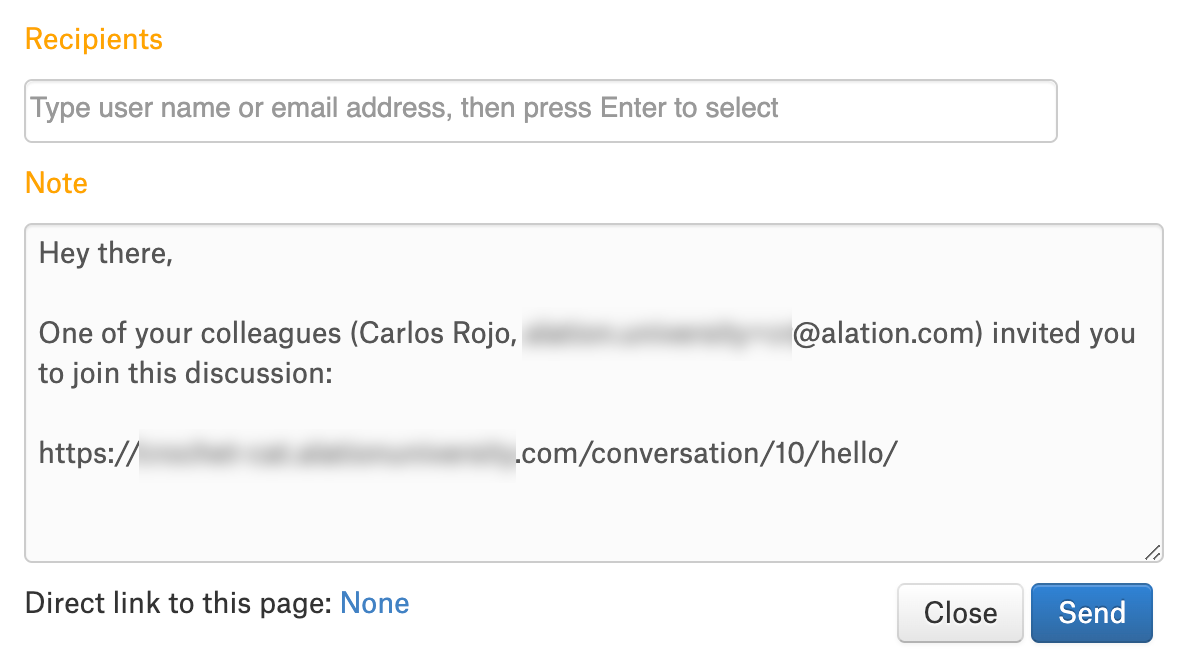 Recipients
Type user name or email address, then press Enter to select
Note
Hey there,
One of your colleagues (Carlos Rojo, @alation.com) invited you
to join this discussion:
https:// .com/conversation/10/hello/
Direct link to this page: None
Close
Send